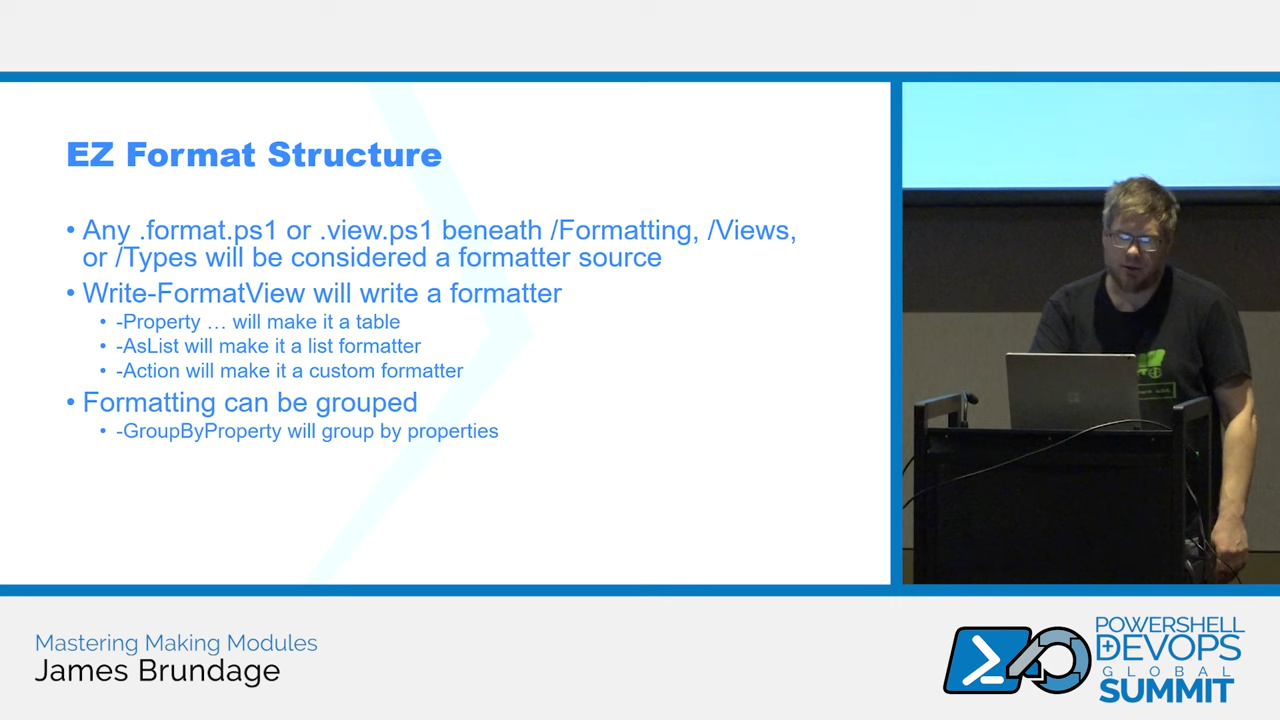 EZ Format Structure
• Any .format.ps1 or .view.ps1 beneath /Formatting, /Views,
or /Types will be considered a formatter source
• Write-FormatView will write a formatter
• -Property … will make it a table
• -AsList will make it a list formatter
• -Action will make it a custom formatter
• Formatting can be grouped
• -GroupByProperty will group by properties
Mastering Making Modules
James Brundage
POWERSHELL
DEVOPS
GLOBAL
SUMMIT